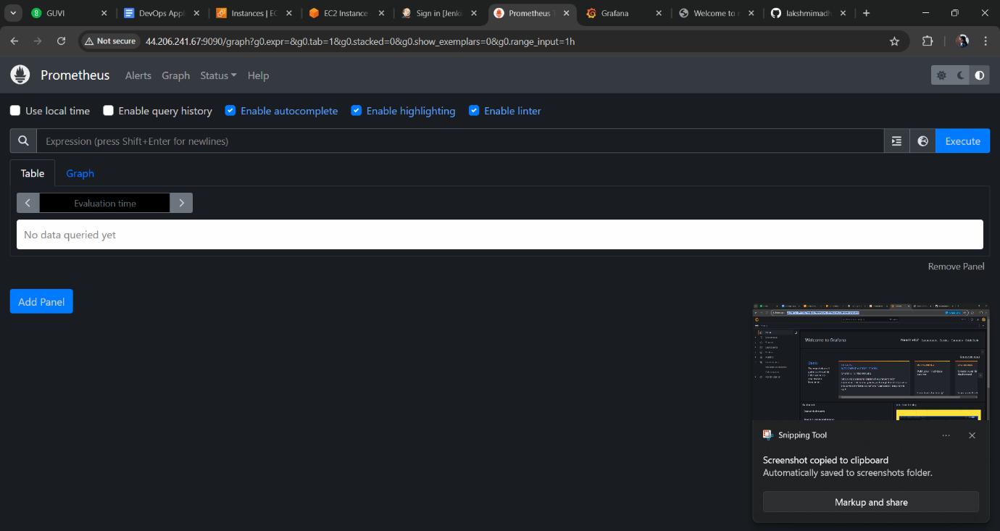 GUVI
DevOps Appl
Instances | EC
EC2 Instance
Sign in [Jenki
Prometheus T
Grafana
Welcome to n
lakshmimadh
Not secure
44.206.241.67:9090/graph?g0.expr=&g0.tab=1&g0.stacked=0&g0.show_exemplars=0&g0.range_input=1h
Prometheus Alerts Graph Status Help
Use local time Enable query history Enable autocomplete Enable highlighting Enable linter
Expression (press Shift+Enter for newlines)
Execute
Table Graph
Evaluation time
No data queried yet
Remove Panel
Add Panel
Welcome to Grafana
Need help?
Snipping Tool
Screenshot copied to clipboard
Automatically saved to screenshots folder.
Markup and share